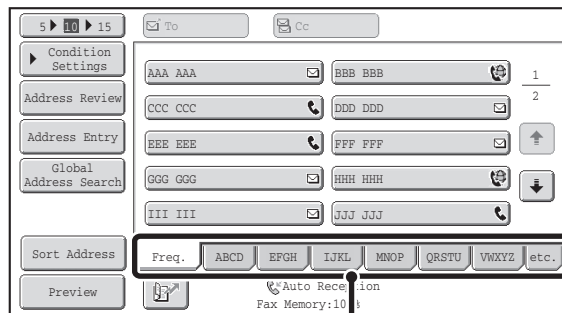 5 10 15
To
Cc
Condition
Settings
Address Review
Address Entry
Global
Address Search
Sort Address
Preview
AAA AAA
BBB BBB
CCC CCC
DDD DDD
EEE EEE
FFF FFF
GGG GGG
HHH HHH
III III
JJJ JJJ
1
2
Freq.
ABCD
EFGH
IJKL
MNOP
QRSTU
VWXYZ
etc.
Auto
Fax Memory: